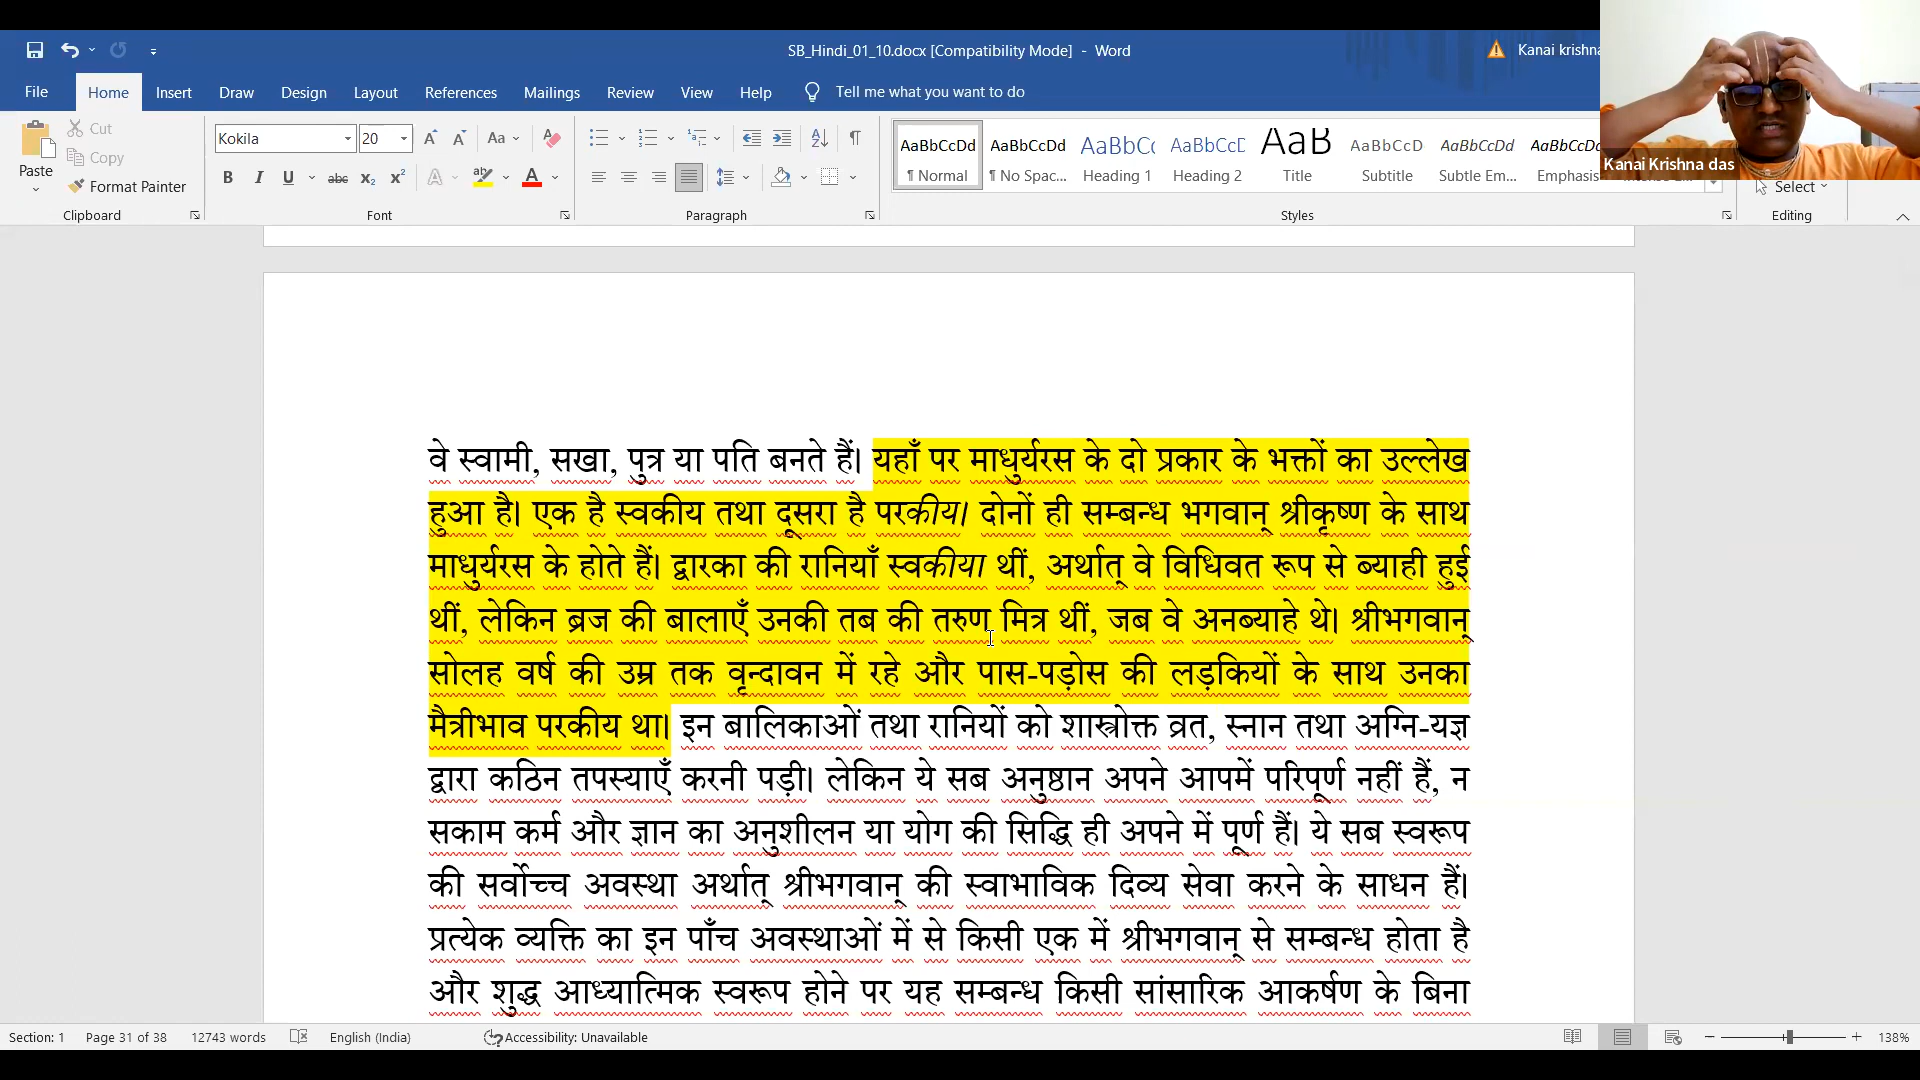 SB_Hindi_01_10.docx [Compatibility Mode] - Word
Kanai krishna
File Home Insert Draw Design Layout References Mailings Review View Help Tell me what you want to do
Cut
Copy
Paste
Format Painter
Clipboard
Kokila 20
Font
Paragraph
AaBbCcDd AaBbCcDd AaBbCc AaBbCcD AaB AaBbCcD AaBbCcDd AaBbCcDd
¶ Normal ¶ No Spac... Heading 1 Heading 2 Title Subtitle Subtle Em... Emphasis
Styles
Kanai Krishna das
Select
Editing
वे स्वामी, सखा, पुत्र या पति बनते हैं। यहाँ पर माधुर्यरस के दो प्रकार के भक्तों का उल्लेख
हुआ है। एक है स्वकीय तथा दूसरा है परकीय। दोनों ही सम्बन्ध भगवान् श्रीकृष्ण के साथ
माधुर्यरस के होते हैं। द्वारका की रानियाँ स्वकीया थीं, अर्थात् वे विधिवत रूप से ब्याही हुई
थीं, लेकिन ब्रज की बालाएँ उनकी तब की तरुण मित्र थीं, जब वे अनब्याहे थे। श्रीभगवान्
सोलह वर्ष की उम्र तक वृन्दावन में रहे और पास-पड़ोस की लड़कियों के साथ उनका
मैत्रीभाव परकीय था। इन बालिकाओं तथा रानियों को शास्त्रोक्त व्रत, स्नान तथा अग्नि-यज्ञ
द्वारा कठिन तपस्याएँ करनी पड़ी। लेकिन ये सब अनुष्ठान अपने आपमें परिपूर्ण नहीं हैं, न
सकाम कर्म और ज्ञान का अनुशीलन या योग की सिद्धि ही अपने में पूर्ण हैं। ये सब स्वरूप
की सर्वोच्च अवस्था अर्थात् श्रीभगवान् की स्वाभाविक दिव्य सेवा करने के साधन हैं।
प्रत्येक व्यक्ति का इन पाँच अवस्थाओं में से किसी एक में श्रीभगवान् से सम्बन्ध होता है
और शुद्ध आध्यात्मिक स्वरूप होने पर यह सम्बन्ध किसी सांसारिक आकर्षण के बिना
Section: 1 Page 31 of 38 12743 words English (India) Accessibility: Unavailable 138%